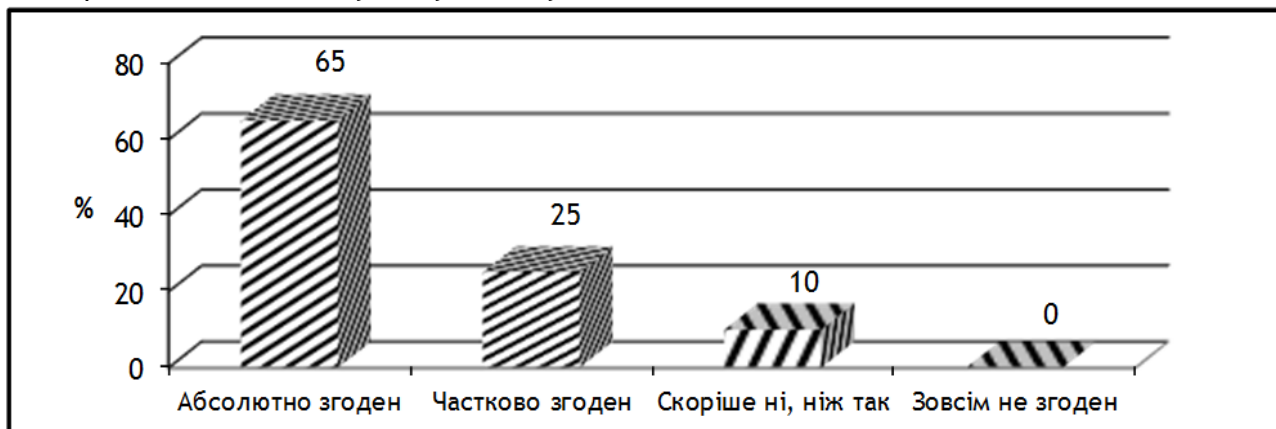 80
60
%
40
20
0
65
25
10
0
Абсолютно згоден
Частково згоден
Скоріше ні, ніж так
Зовсім не згоден